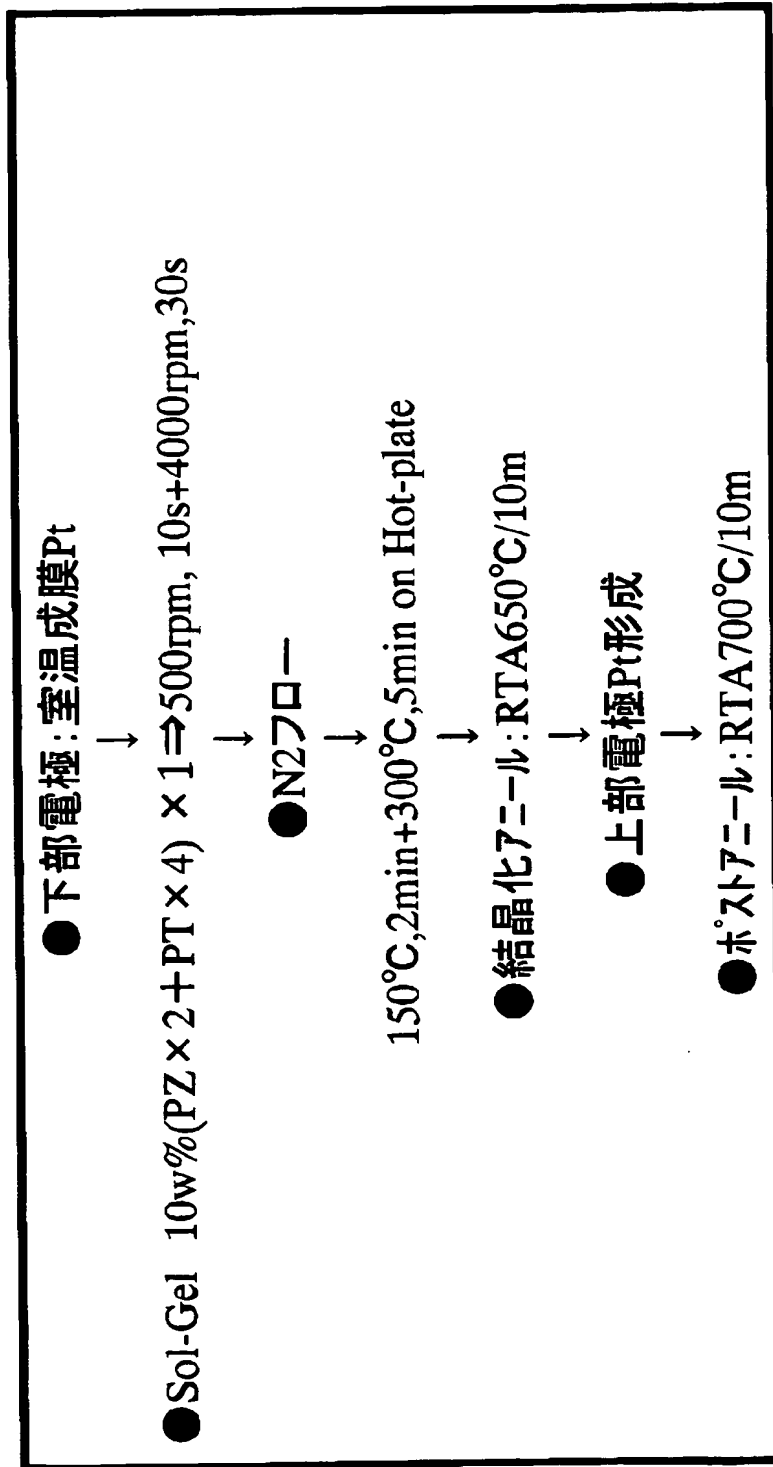 ●下部電極:室温成膜Pt
↓
●Sol-Gel 10w%(PZ×2+PT×4) ×1⇒500rpm, 10s+4000rpm,30s
↓
●N2フロー
↓
150℃,2min+300℃,5min on Hot-plate
↓
●結晶化アニール:RTA650℃/10m
↓
●上部電極Pt形成
↓
●ポストアニール:RTA700℃/10m